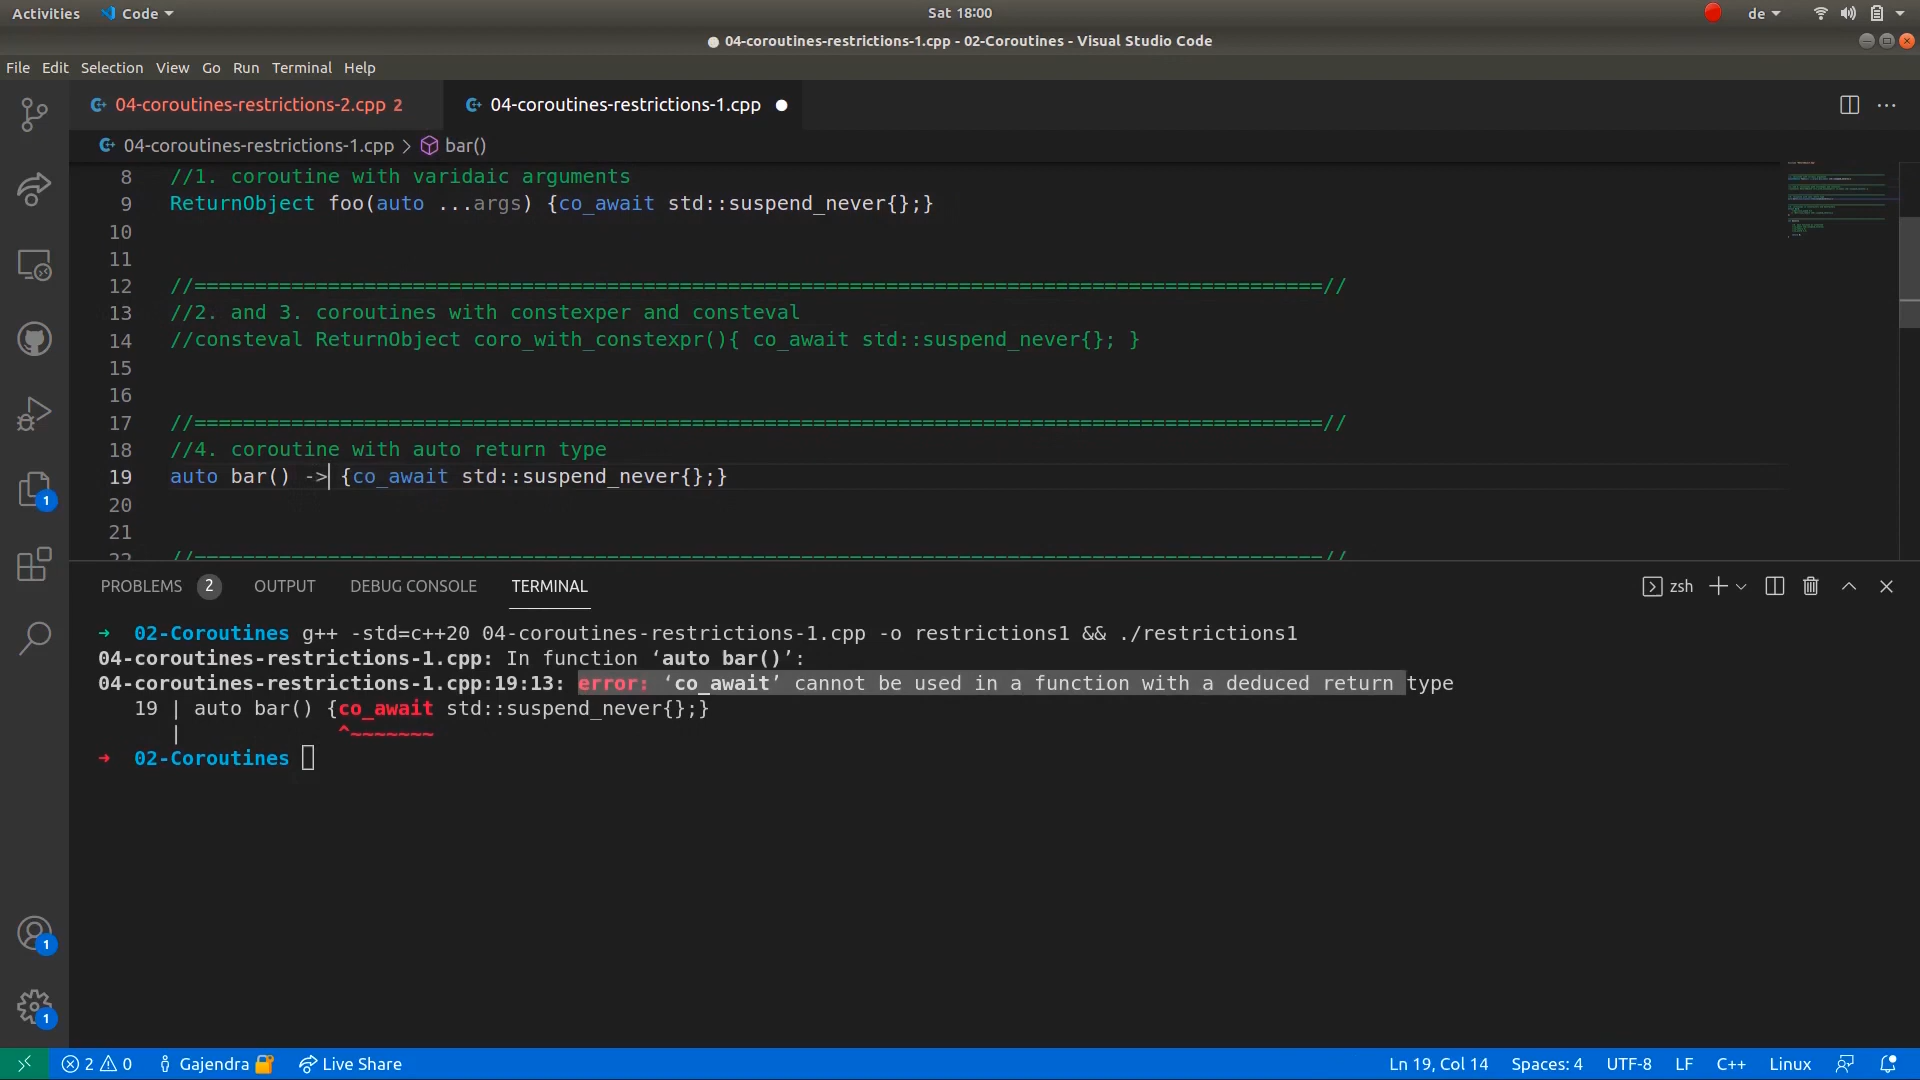 Activities Code Sat 18:00 de
04-coroutines-restrictions-1.cpp - 02-Coroutines - Visual Studio Code
File Edit Selection View Go Run Terminal Help
04-coroutines-restrictions-2.cpp 2 04-coroutines-restrictions-1.cpp
04-coroutines-restrictions-1.cpp > bar()
8 //1. coroutine with varidaic arguments
9 ReturnObject foo(auto ...args) {co_await std::suspend_never{};}
10
11
12 //=============================================================================================//
13 //2. and 3. coroutines with constexper and consteval
14 //consteval ReturnObject coro_with_constexpr(){ co_await std::suspend_never{}; }
15
16
17 //=============================================================================================//
18 //4. coroutine with auto return type
19 auto bar() -> {co_await std::suspend_never{};}
20
21
22 //=============================================================================================//
PROBLEMS 2 OUTPUT DEBUG CONSOLE TERMINAL zsh
→ 02-Coroutines g++ -std=c++20 04-coroutines-restrictions-1.cpp -o restrictions1 && ./restrictions1
04-coroutines-restrictions-1.cpp: In function ‘auto bar()’:
04-coroutines-restrictions-1.cpp:19:13: error: ‘co_await’ cannot be used in a function with a deduced return type
19 | auto bar() {co_await std::suspend_never{};}
| ^~~~~~~~
→ 02-Coroutines
1
1
1
2 0 Gajendra Live Share Ln 19, Col 14 Spaces: 4 UTF-8 LF C++ Linux